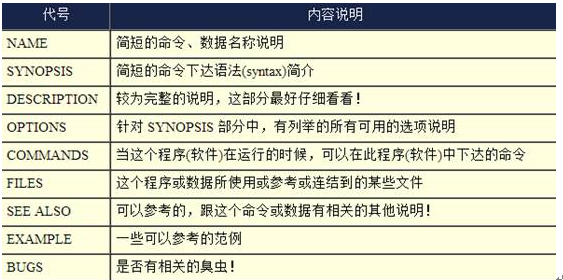 代号 内容说明
NAME 简短的命令、数据名称说明
SYNOPSIS 简短的命令下达语法(syntax)简介
DESCRIPTION 较为完整的说明，这部分最好仔细看看！
OPTIONS 针对 SYNOPSIS 部分中，有列举的所有可用的选项说明
COMMANDS 当这个程序(软件)在运行的时候，可以在此程序(软件)中下达的命令
FILES 这个程序或数据所使用或参考或连结到的某些文件
SEE ALSO 可以参考的，跟这个命令或数据有相关的其他说明！
EXAMPLE 一些可以参考的范例
BUGS 是否有相关的臭虫！